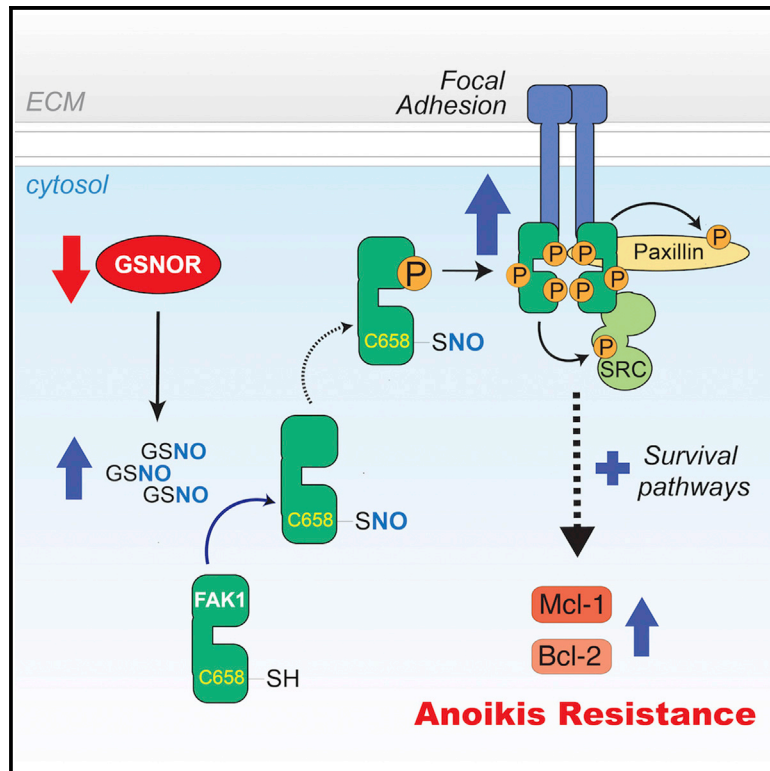 ECM
Focal
Adhesion
cytosol
GSNOR
P
P
Paxillin
P
P
P
P
P
P
C658
SNO
P
SRC
GSNO
GSNO
GSNO
Survival
pathways
C658
SNO
FAK1
C658
SH
Mcl-1
Bcl-2
Anoikis Resistance